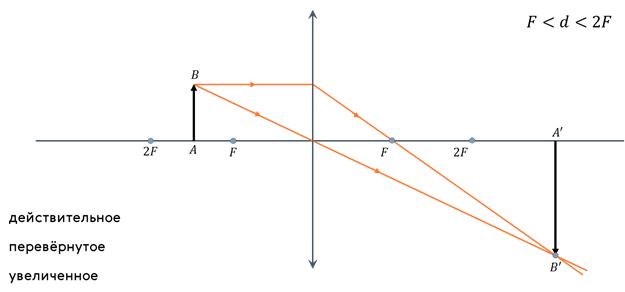 F < d < 2F
B
A′
2F
A
F
F
2F
B′
действительное
перевёрнутое
увеличенное